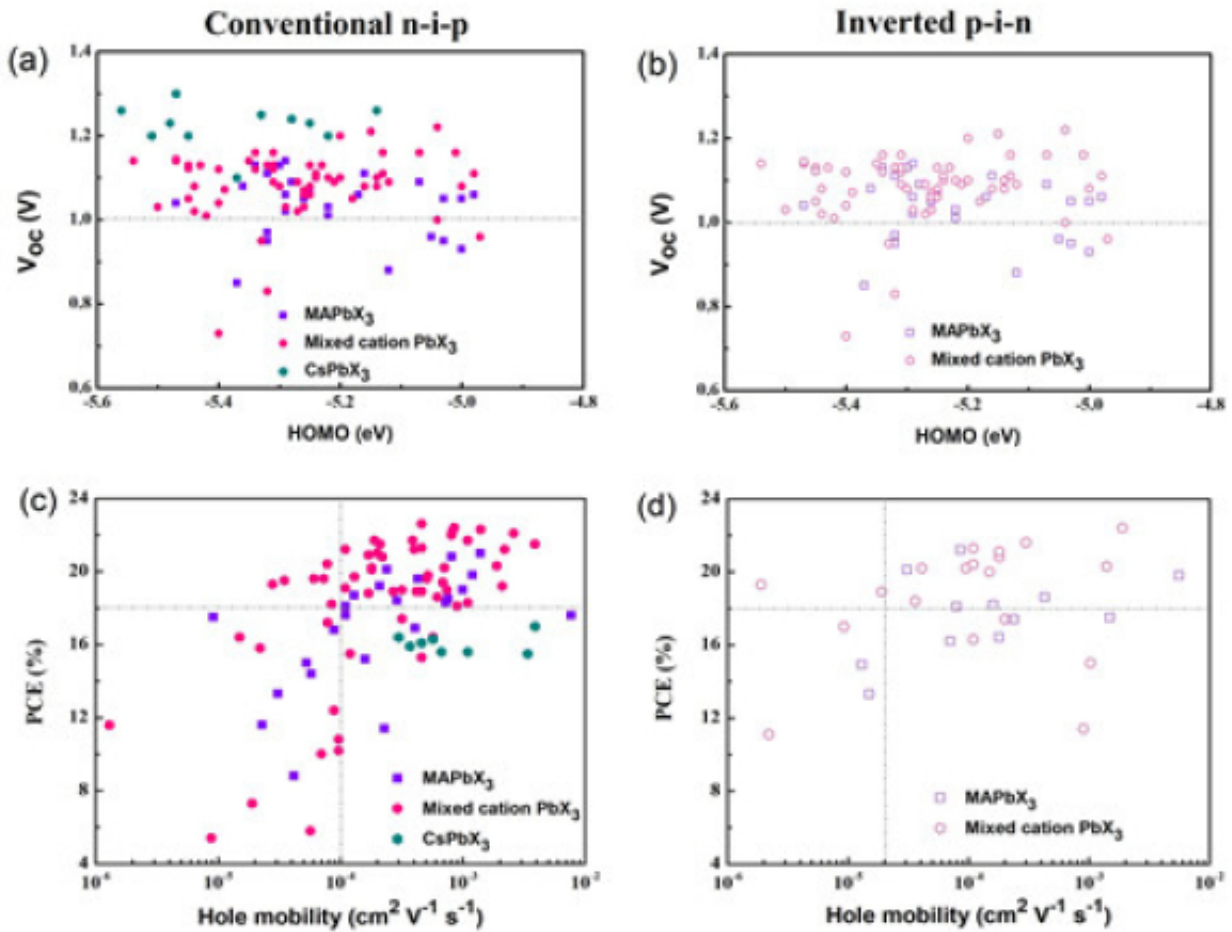 Conventional n-i-p
Inverted p-i-n
(a)
1.4
1.2
1.0
0.8
0.6
V_OC (V)
MAPbX₃
Mixed cation PbX₃
CsPbX₃
-5.6
-5.4
-5.2
-5.0
-4.8
HOMO (eV)
(b)
1.4
1.2
1.0
0.8
0.6
V_OC (V)
MAPbX₃
Mixed cation PbX₃
-5.6
-5.4
-5.2
-5.0
-4.8
HOMO (eV)
(c)
24
20
16
12
8
4
PCE (%)
MAPbX₃
Mixed cation PbX₃
CsPbX₃
10⁻⁶
10⁻⁵
10⁻⁴
10⁻³
10⁻²
Hole mobility (cm² V⁻¹ s⁻¹)
(d)
24
20
16
12
8
4
PCE (%)
MAPbX₃
Mixed cation PbX₃
10⁻⁶
10⁻⁵
10⁻⁴
10⁻³
10⁻²
Hole mobility (cm² V⁻¹ s⁻¹)